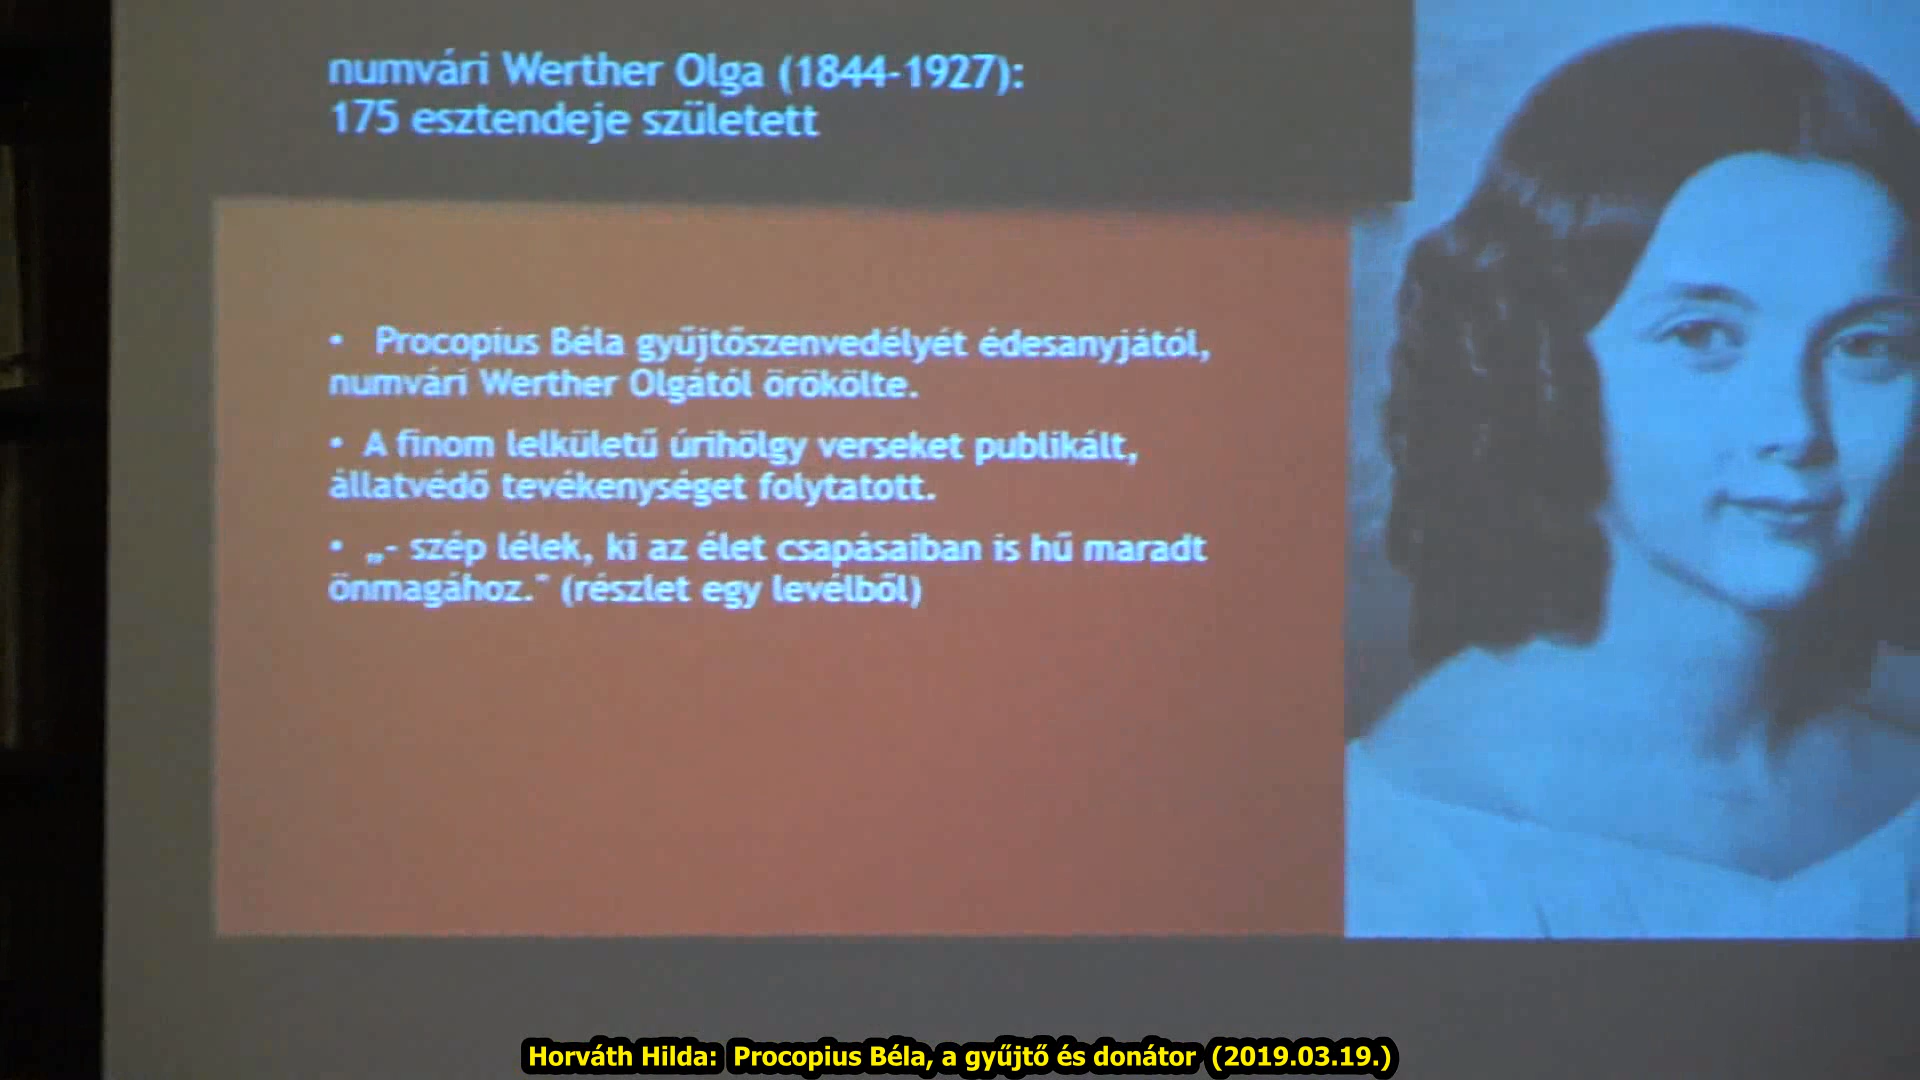 numvári Werther Olga (1844-1927):
175 esztendeje született
• Procopius Béla gyűjtőszenvedélyét édesanyjától,
numvári Werther Olgától örökölte.
• A finom lelkületű úrihölgy verseket publikált,
állatvédő tevékenységet folytatott.
• „- szép lélek, ki az élet csapásaiban is hű maradt
önmagához." (részlet egy levélből)
Horváth Hilda: Procopius Béla, a gyűjtő és donátor (2019.03.19.)